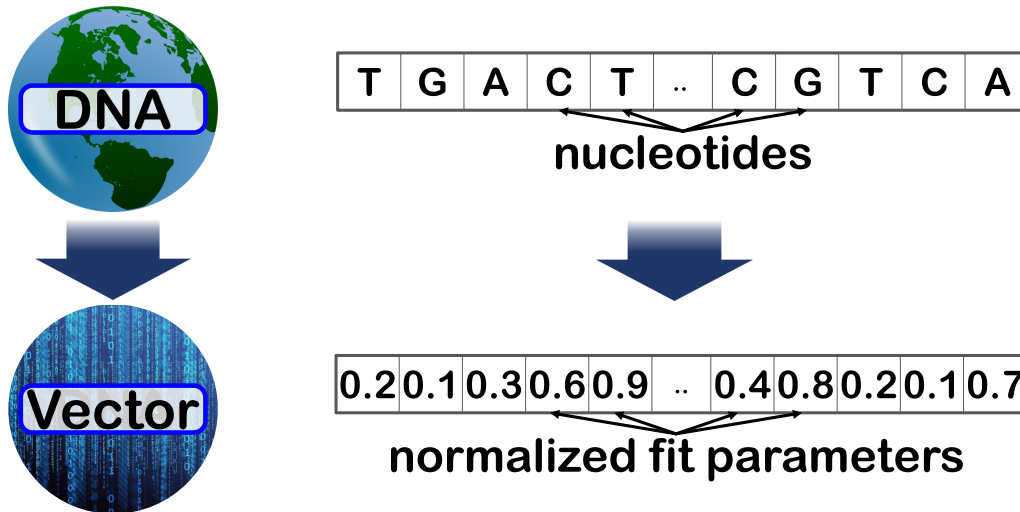 DNA
T G A C T .. C G T C A
nucleotides
Vector
0.2 0.1 0.3 0.6 0.9 .. 0.4 0.8 0.2 0.1 0.7
normalized fit parameters